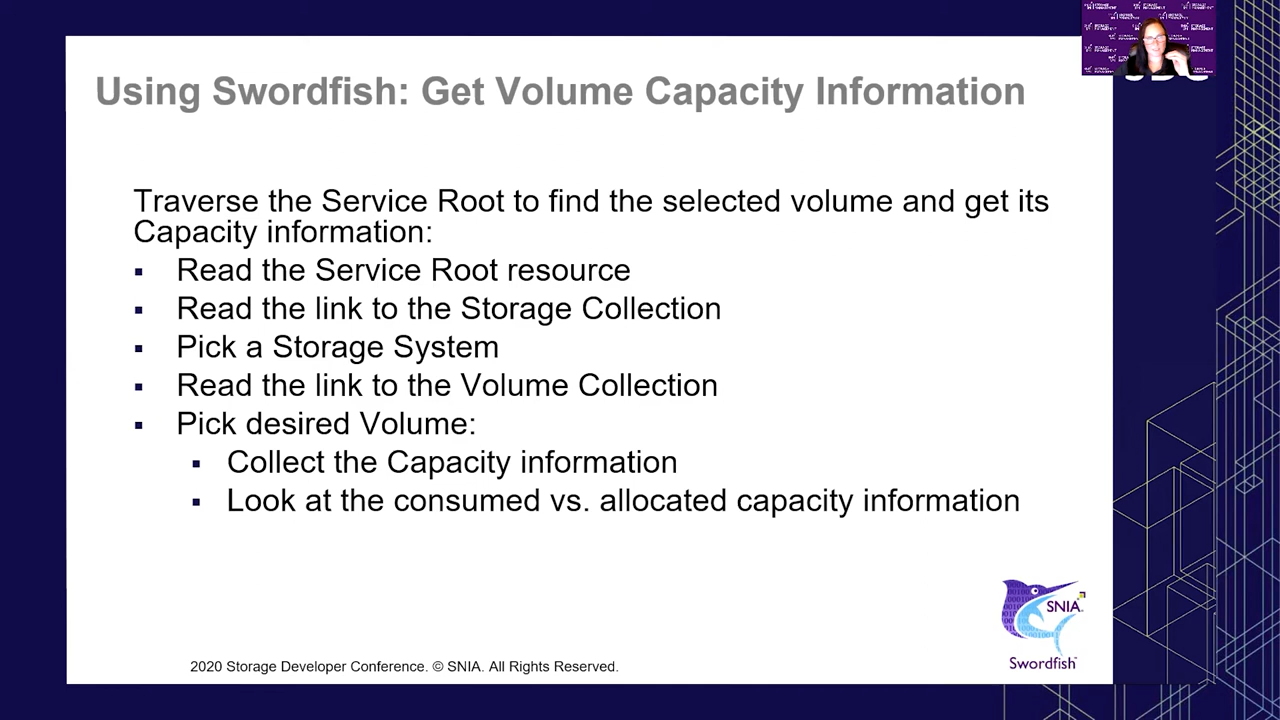 Using Swordfish: Get Volume Capacity Information
Traverse the Service Root to find the selected volume and get its
Capacity information:
▪ Read the Service Root resource
▪ Read the link to the Storage Collection
▪ Pick a Storage System
▪ Read the link to the Volume Collection
▪ Pick desired Volume:
▪ Collect the Capacity information
▪ Look at the consumed vs. allocated capacity information
SNIA
Swordfish™
2020 Storage Developer Conference. © SNIA. All Rights Reserved.